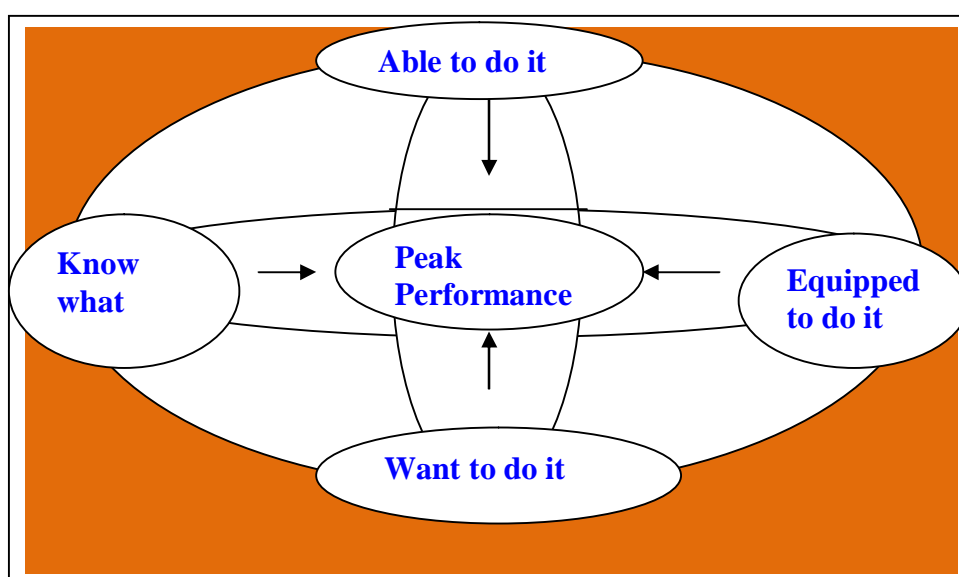 Able to do it
Know
what
Peak
Performance
Equipped
to do it
Want to do it